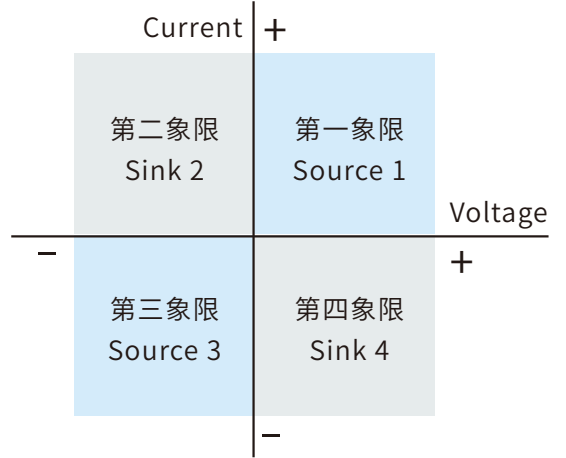 Current
+
第二象限
Sink 2
第一象限
Source 1
Voltage
−
+
第三象限
Source 3
第四象限
Sink 4
−